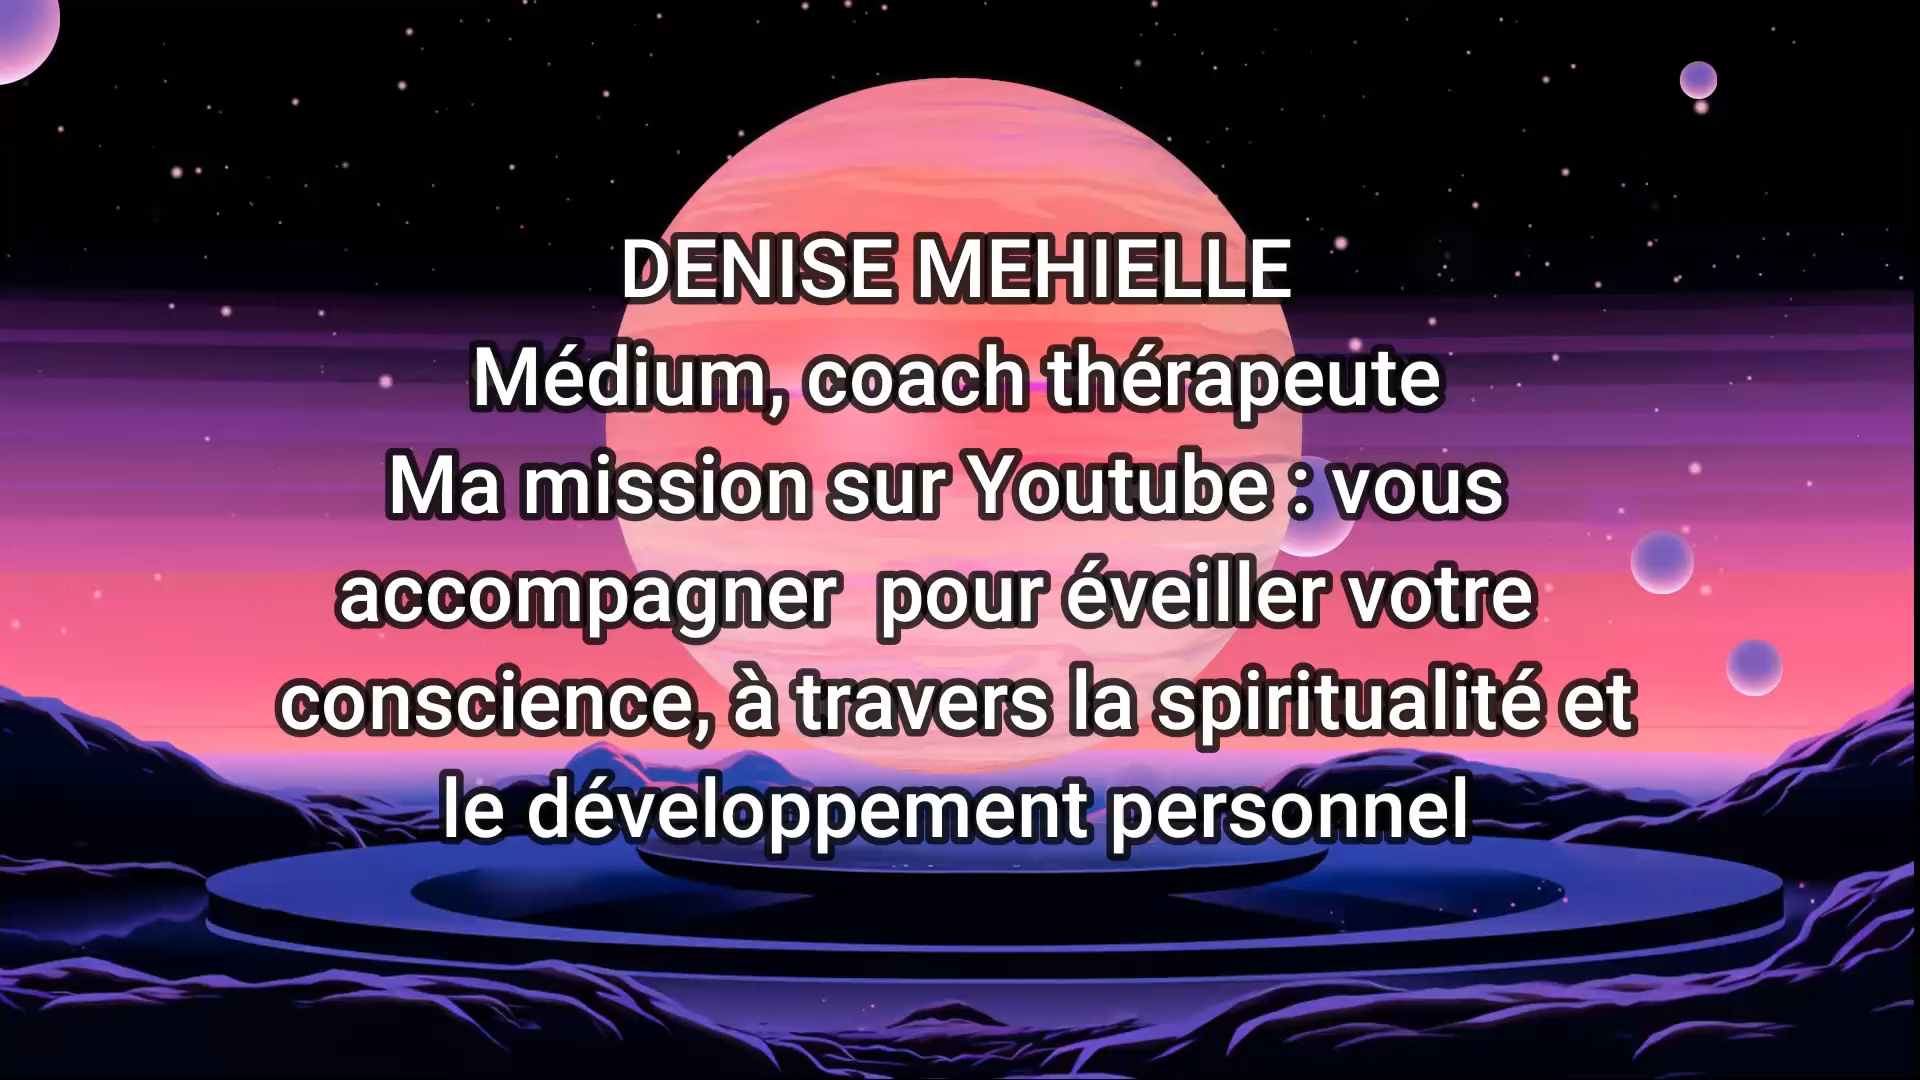 DENISE MEHIELLE
Médium, coach thérapeute
Ma mission sur Youtube : vous
accompagner  pour éveiller votre
conscience, à travers la spiritualité et
le développement personnel